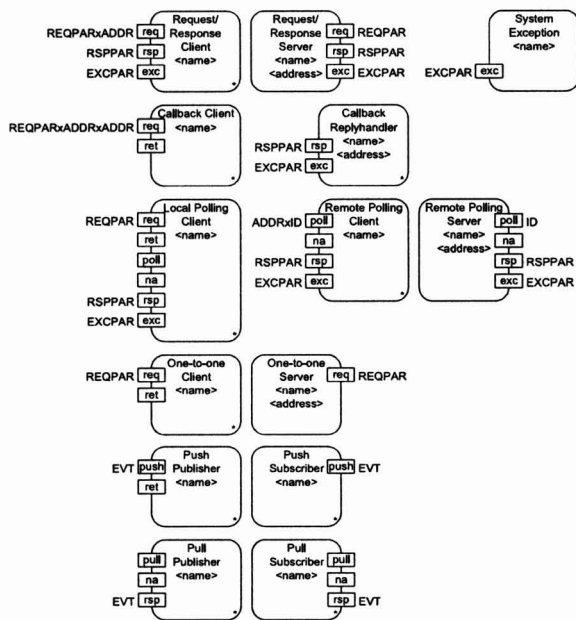 Request/ Request/ System
REQPARxADDR req Response Response req REQPAR Exception
RSPPAR rsp Client Server rsp RSPPAR <name>
EXCPAR exc <name> <name> exc EXCPAR EXCPAR exc
* <address>
Callback Client Callback
REQPARxADDRxADDR req <name> Replyhandler
ret RSPPAR rsp <name>
* EXCPAR exc <address>
*
Local Polling Remote Polling Remote Polling
REQPAR req Client ADDRxID poll Client Server poll ID
ret <name> na <name> <name> na
poll RSPPAR rsp <address> rsp RSPPAR
na EXCPAR exc * exc EXCPAR
RSPPAR rsp
EXCPAR exc *
One-to-one One-to-one
REQPAR req Client Server req REQPAR
ret <name> <name>
* <address>
Push Push
EVT push Publisher Subscriber push EVT
ret <name> <name>
* *
Pull Pull
pull Publisher Subscriber pull
na <name> <name> na
EVT rsp * * rsp EVT